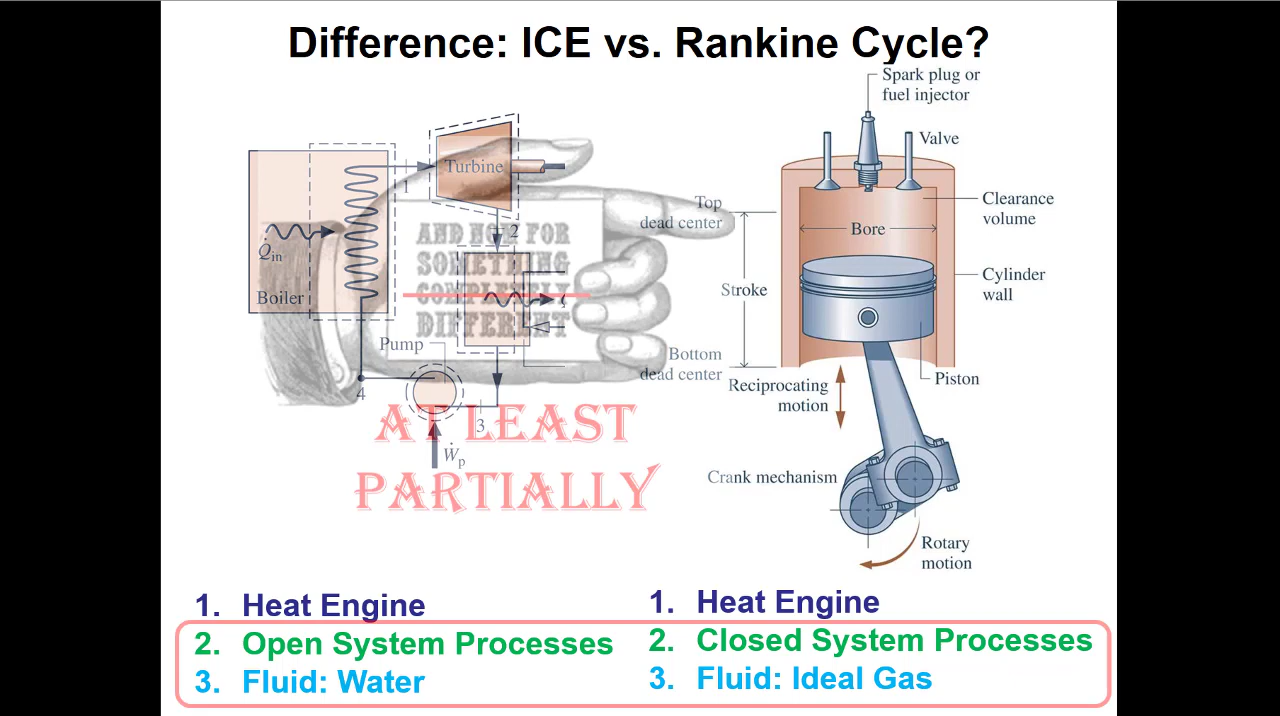 Difference: ICE vs. Rankine Cycle?
Turbine
1
2
Q̇in
Boiler
Pump
4
3
Ẇp
AND NOW FOR
SOMETHING
COMPLETELY
DIFFERENT
AT LEAST
PARTIALLY
Spark plug or
fuel injector
Valve
Top
dead center
Clearance
volume
Bore
Stroke
Cylinder
wall
Bottom
dead center
Reciprocating
motion
Piston
Crank mechanism
Rotary
motion
1. Heat Engine
2. Open System Processes
3. Fluid: Water
1. Heat Engine
2. Closed System Processes
3. Fluid: Ideal Gas